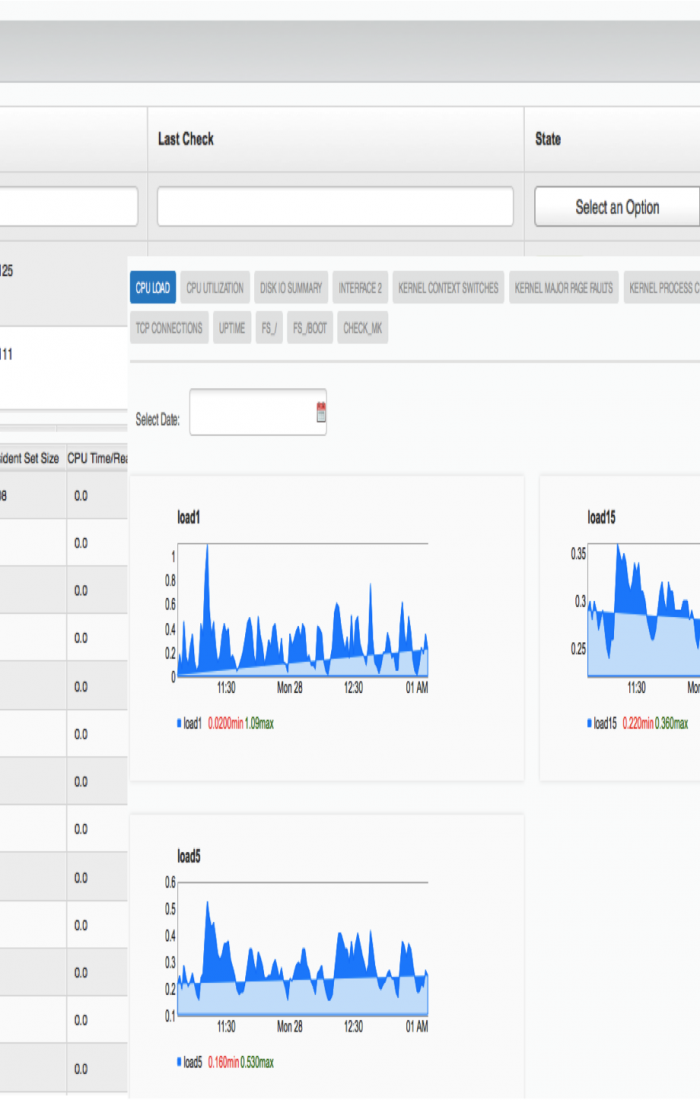 Last Check State
Select an Option
125
CPU LOAD CPU UTILIZATION DISK IO SUMMARY INTERFACE 2 KERNEL CONTEXT SWITCHES KERNEL MAJOR PAGE FAULTS KERNEL PROCESS C
TCP CONNECTIONS UPTIME FS_/ FS_/BOOT CHECK_MK
111
Select Date:
ident Set Size CPU Time/Rea
8 0.0
0.0
0.0
0.0
0.0
0.0
0.0
0.0
0.0
0.0
0.0
0.0
0.0
load1
1
0.8
0.6
0.4
0.2
0
11:30 Mon 28 12:30 01 AM
load1 0.0200min 1.09max
load15
0.35
0.3
0.25
11:30 Mon
load15 0.220min 0.360max
load5
0.6
0.5
0.4
0.3
0.2
0.1
11:30 Mon 28 12:30 01 AM
load5 0.160min 0.530max